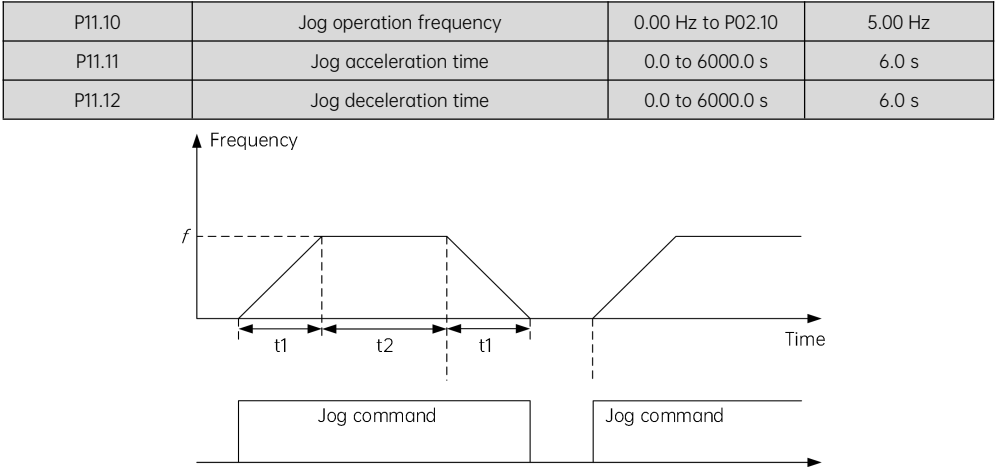 P11.10 Jog operation frequency 0.00 Hz to P02.10 5.00 Hz
P11.11 Jog acceleration time 0.0 to 6000.0 s 6.0 s
P11.12 Jog deceleration time 0.0 to 6000.0 s 6.0 s
Frequency
f
t1 t2 t1
Time
Jog command Jog command